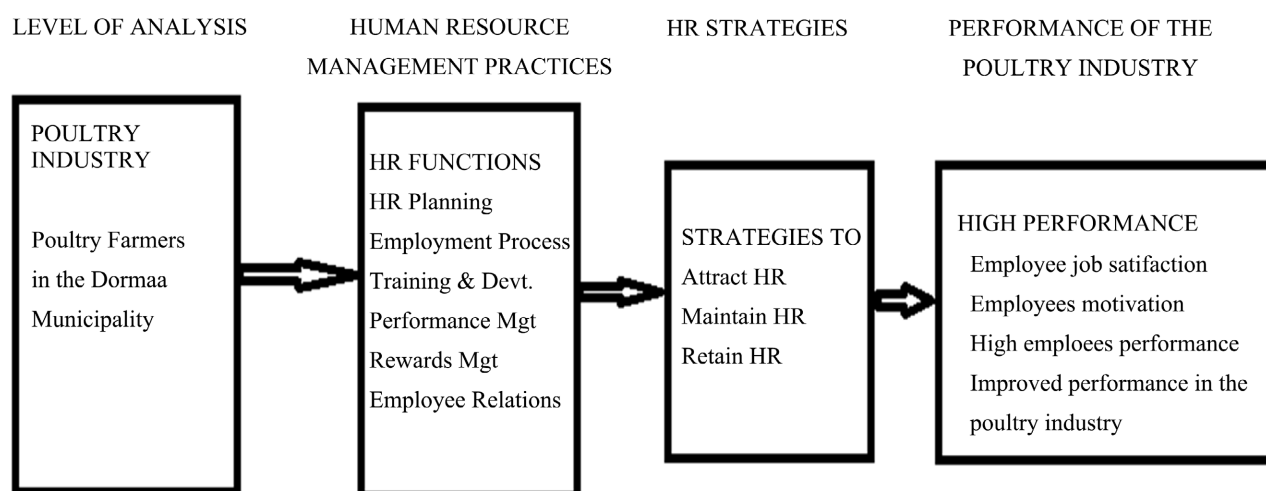 LEVEL OF ANALYSIS
HUMAN RESOURCE
MANAGEMENT PRACTICES
HR STRATEGIES
PERFORMANCE OF THE
POULTRY INDUSTRY
POULTRY
INDUSTRY
Poultry Farmers
in the Dormaa
Municipality
HR FUNCTIONS
HR Planning
Employment Process
Training & Devt.
Performance Mgt
Rewards Mgt
Employee Relations
STRATEGIES TO
Attract HR
Maintain HR
Retain HR
HIGH PERFORMANCE
Employee job satifaction
Employees motivation
High emploees performance
Improved performance in the
poultry industry